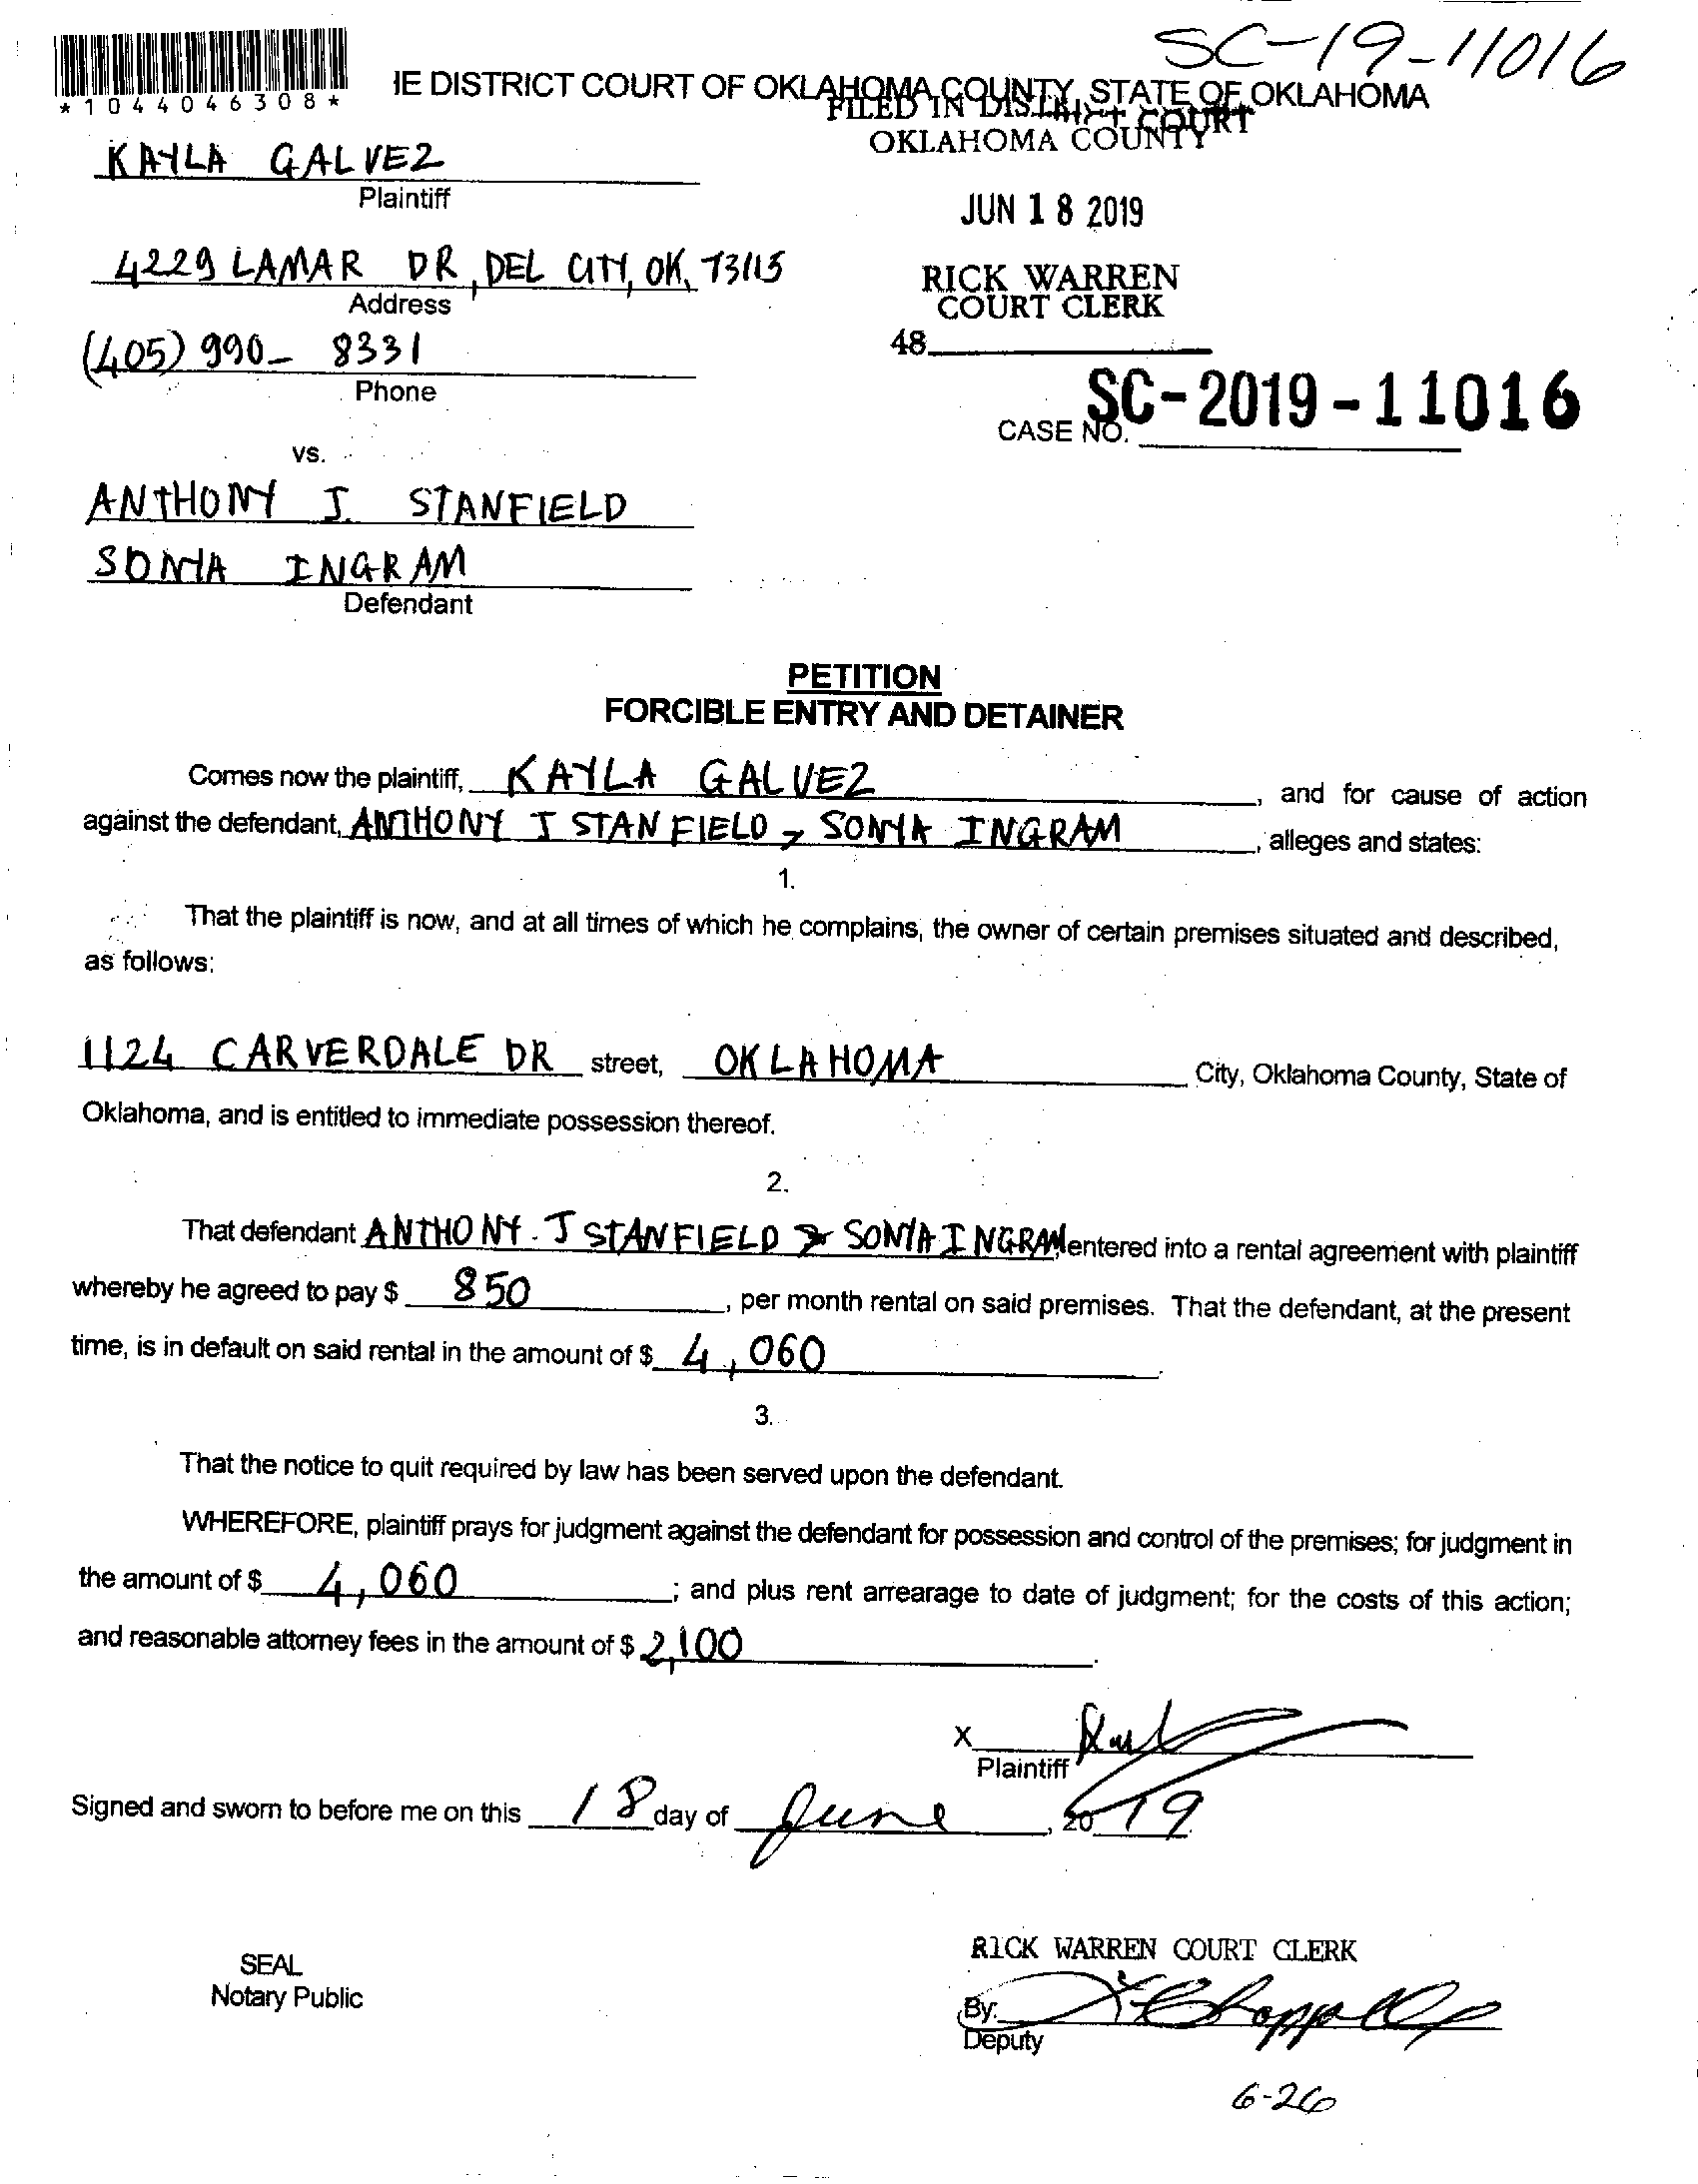 SC-19-11016
*1044046308*
IE DISTRICT COURT OF OKLAHOMA COUNTY, STATE OF OKLAHOMA
FILED IN DISTRICT COURT
OKLAHOMA COUNTY
KAYLA GALVEZ
Plaintiff
JUN 18 2019
4229 LAMAR DR, DEL CITY, OK, 73115
Address
RICK WARREN
COURT CLERK
(405) 990-8331
Phone
48
CASE NO. SC-2019-11016
vs.
ANTHONY J. STANFIELD
SONYA INGRAM
Defendant
PETITION
FORCIBLE ENTRY AND DETAINER
Comes now the plaintiff, KAYLA GALVEZ, and for cause of action
against the defendant, ANTHONY J STANFIELD, SONYA INGRAM, alleges and states:
1.
That the plaintiff is now, and at all times of which he complains, the owner of certain premises situated and described,
as follows:
1124 CARVERDALE DR street, OKLAHOMA City, Oklahoma County, State of
Oklahoma, and is entitled to immediate possession thereof.
2.
That defendant ANTHONY. J STANFIELD & SONYA INGRAM entered into a rental agreement with plaintiff
whereby he agreed to pay $ 850, per month rental on said premises. That the defendant, at the present
time, is in default on said rental in the amount of $ 4,060.
3.
That the notice to quit required by law has been served upon the defendant.
WHEREFORE, plaintiff prays for judgment against the defendant for possession and control of the premises; for judgment in
the amount of $ 4,060; and plus rent arrearage to date of judgment; for the costs of this action;
and reasonable attorney fees in the amount of $ 2,100.
X
Plaintiff
Signed and sworn to before me on this 18 day of June, 2019.
RICK WARREN COURT CLERK
SEAL
Notary Public
By:
Deputy
6-26